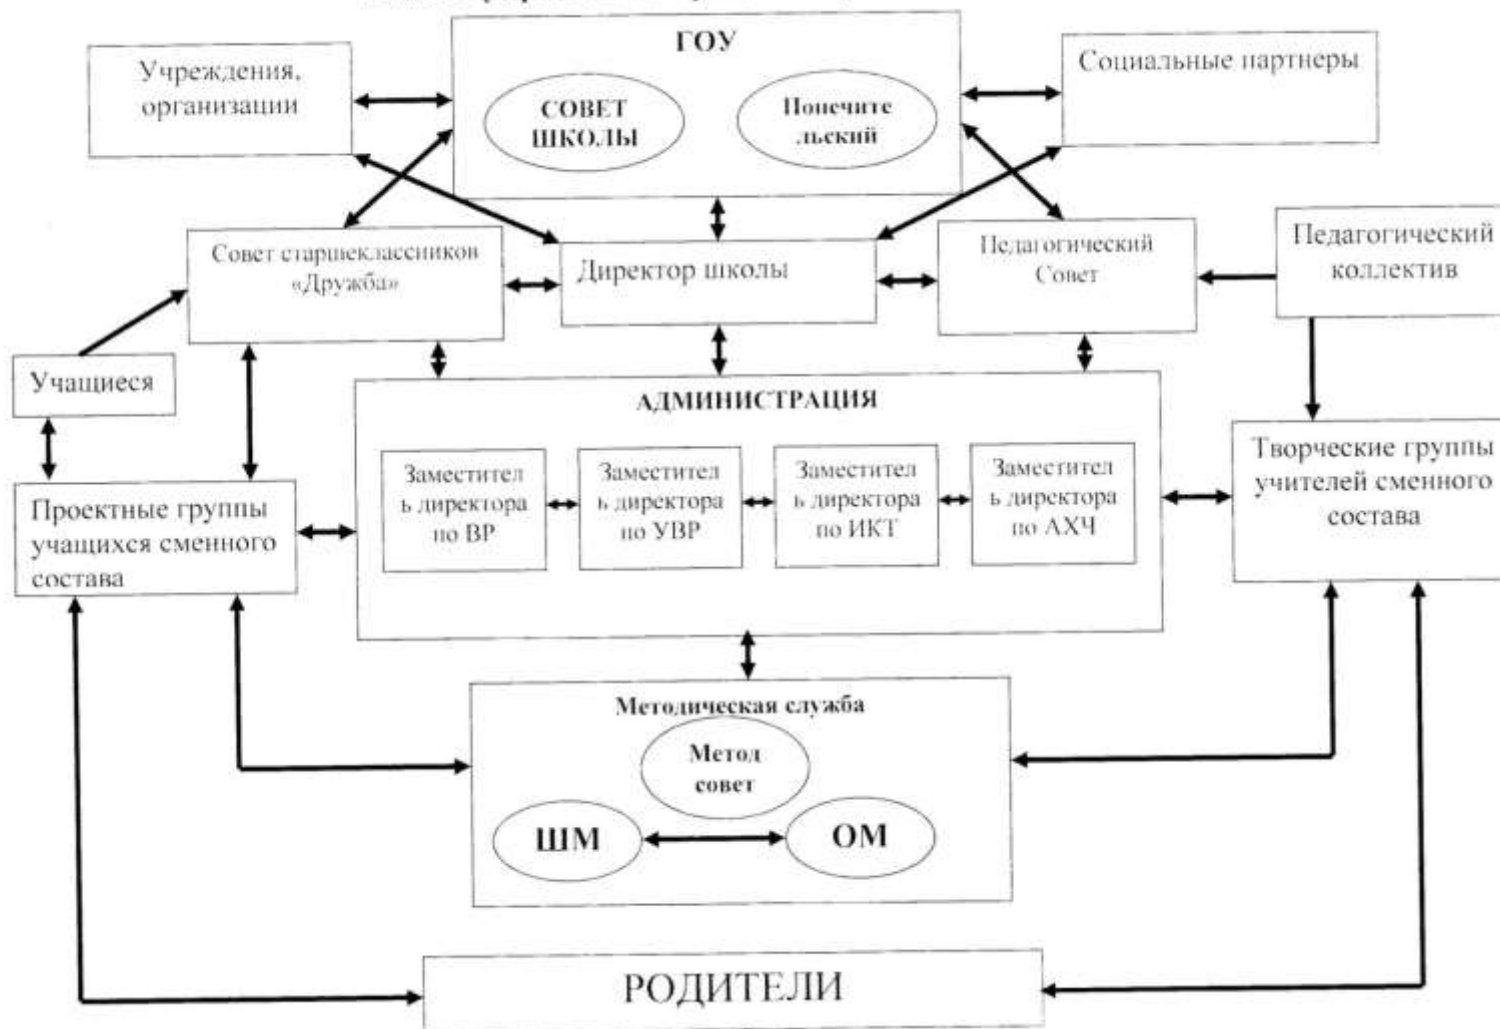 ГОУ
Учреждения,
организации
СОВЕТ
ШКОЛЫ
Попечите
льский
Социальные партнеры
Совет старшеклассников
«Дружба»
Директор школы
Педагогический
Совет
Педагогический
коллектив
Учащиеся
АДМИНИСТРАЦИЯ
Заместител
ь директора
по ВР
Заместител
ь директора
по УВР
Заместител
ь директора
по ИКТ
Заместител
ь директора
по АХЧ
Творческие группы
учителей сменного
состава
Проектные группы
учащихся сменного
состава
Методическая служба
Метод
совет
ШМ
ОМ
РОДИТЕЛИ